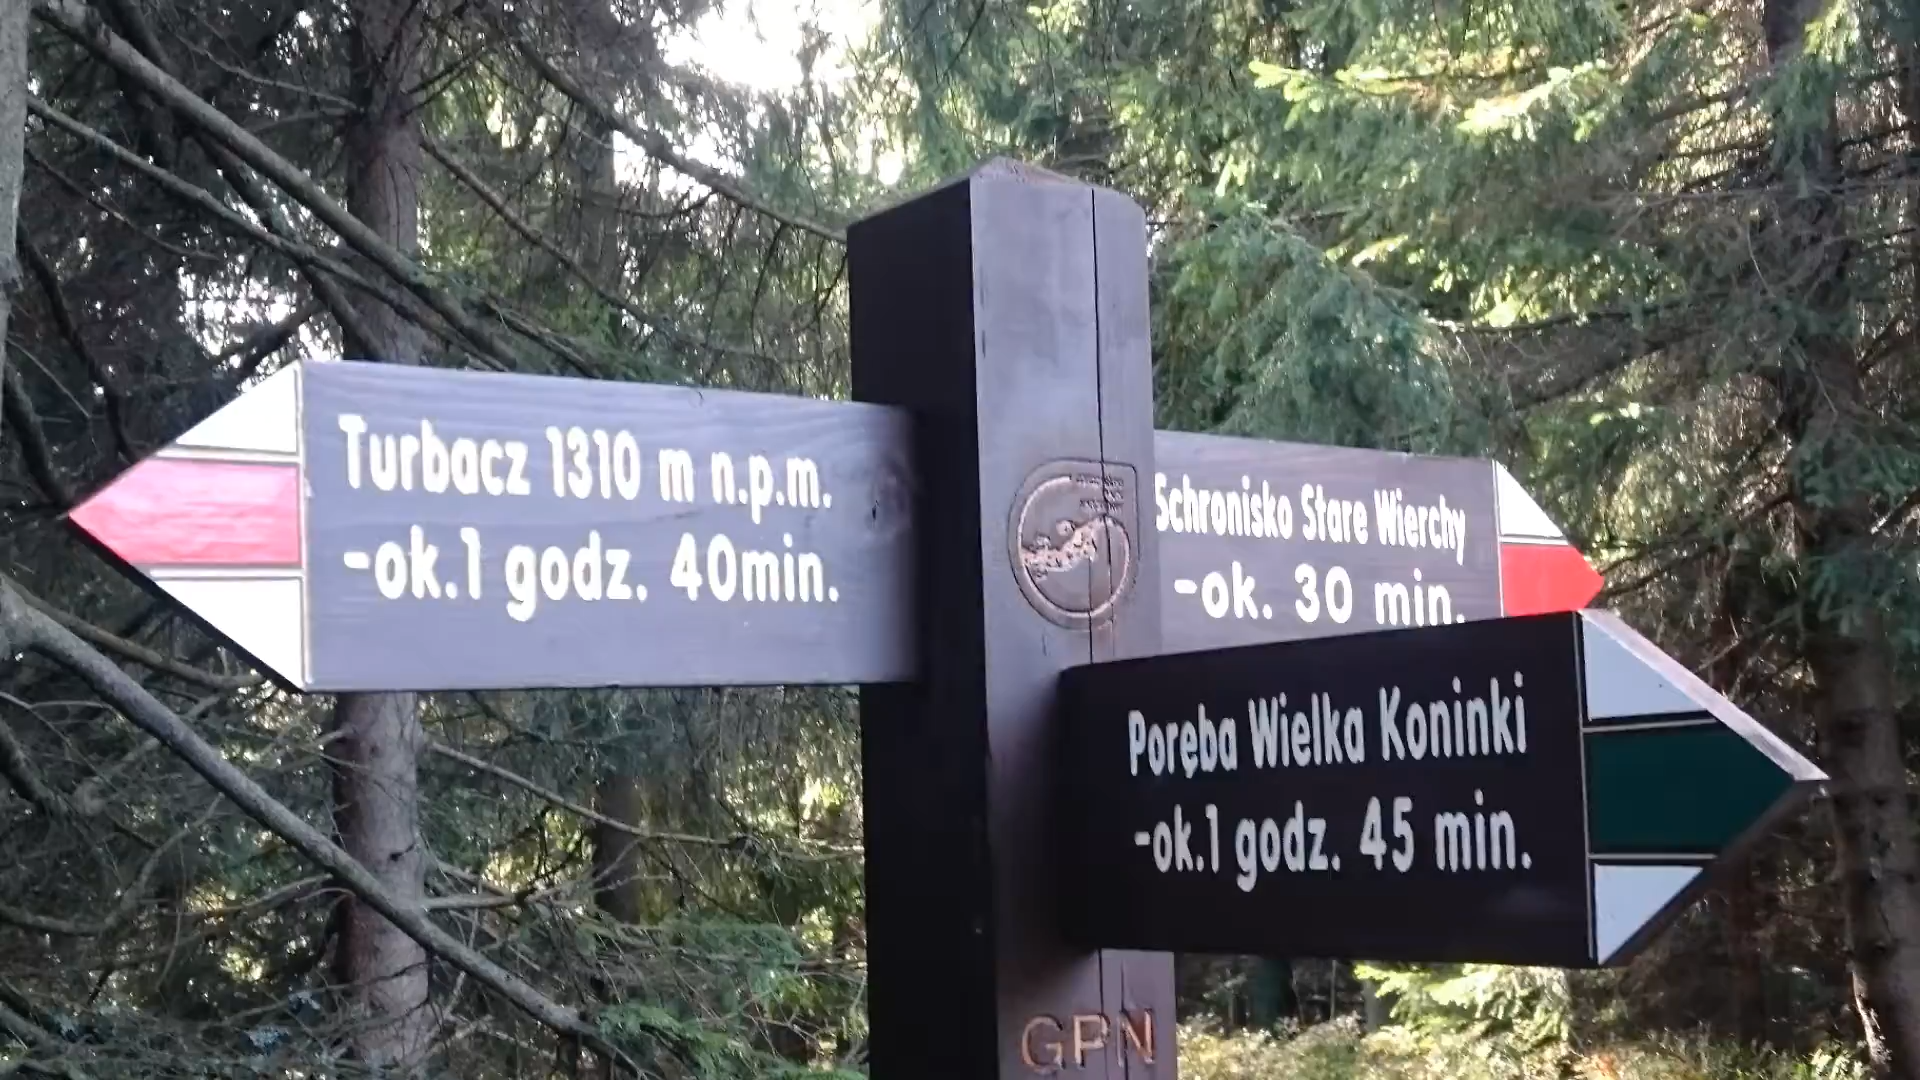 Turbacz 1310 m n.p.m.
-ok.1 godz. 40min.
Schronisko Stare Wierchy
-ok. 30 min.
Poręba Wielka Koninki
-ok.1 godz. 45 min.
GPN